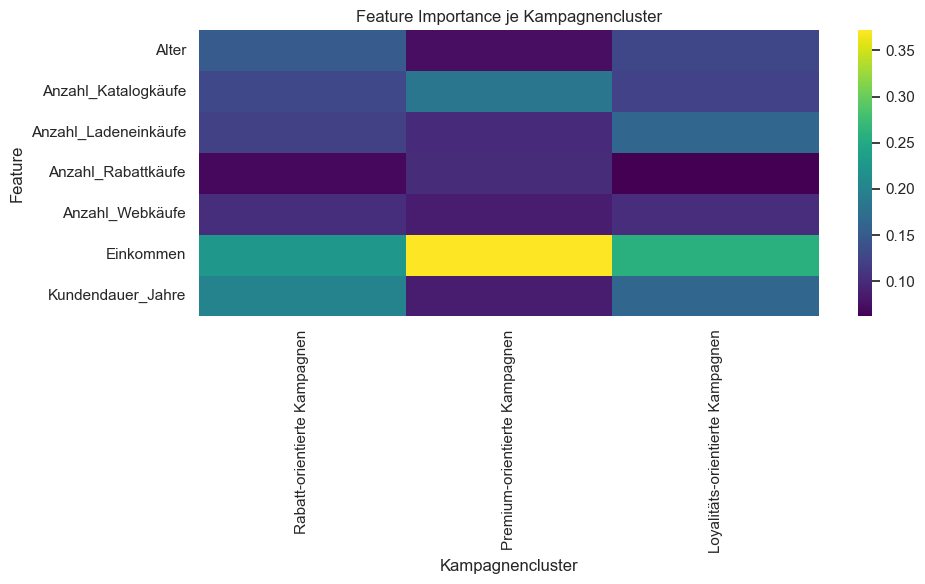 Feature Importance je Kampagnencluster
Feature
Alter
Anzahl_Katalogkäufe
Anzahl_Ladeneinkäufe
Anzahl_Rabattkäufe
Anzahl_Webkäufe
Einkommen
Kundendauer_Jahre
0.35
0.30
0.25
0.20
0.15
0.10
Rabatt-orientierte Kampagnen
Premium-orientierte Kampagnen
Loyalitäts-orientierte Kampagnen
Kampagnencluster